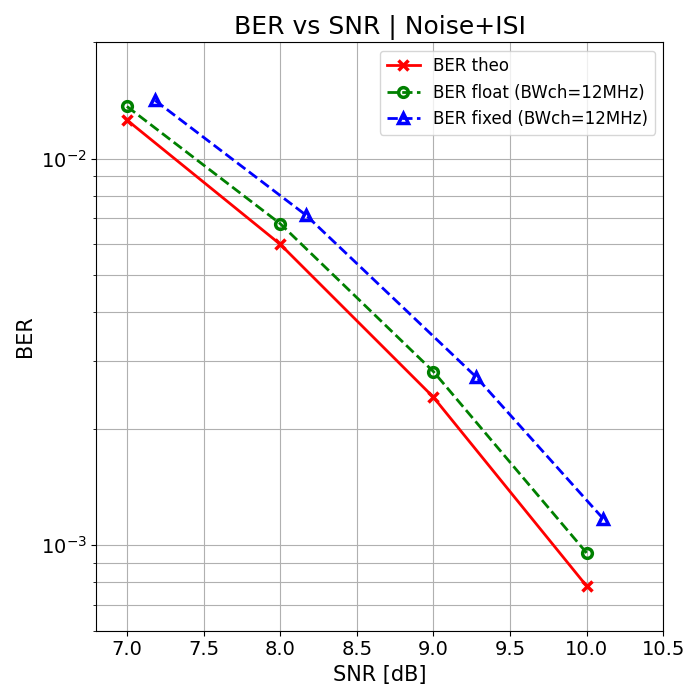 BER vs SNR | Noise+ISI
BER theo
BER float (BWch=12MHz)
BER fixed (BWch=12MHz)
10⁻²
10⁻³
BER
7.0 7.5 8.0 8.5 9.0 9.5 10.0 10.5
SNR [dB]